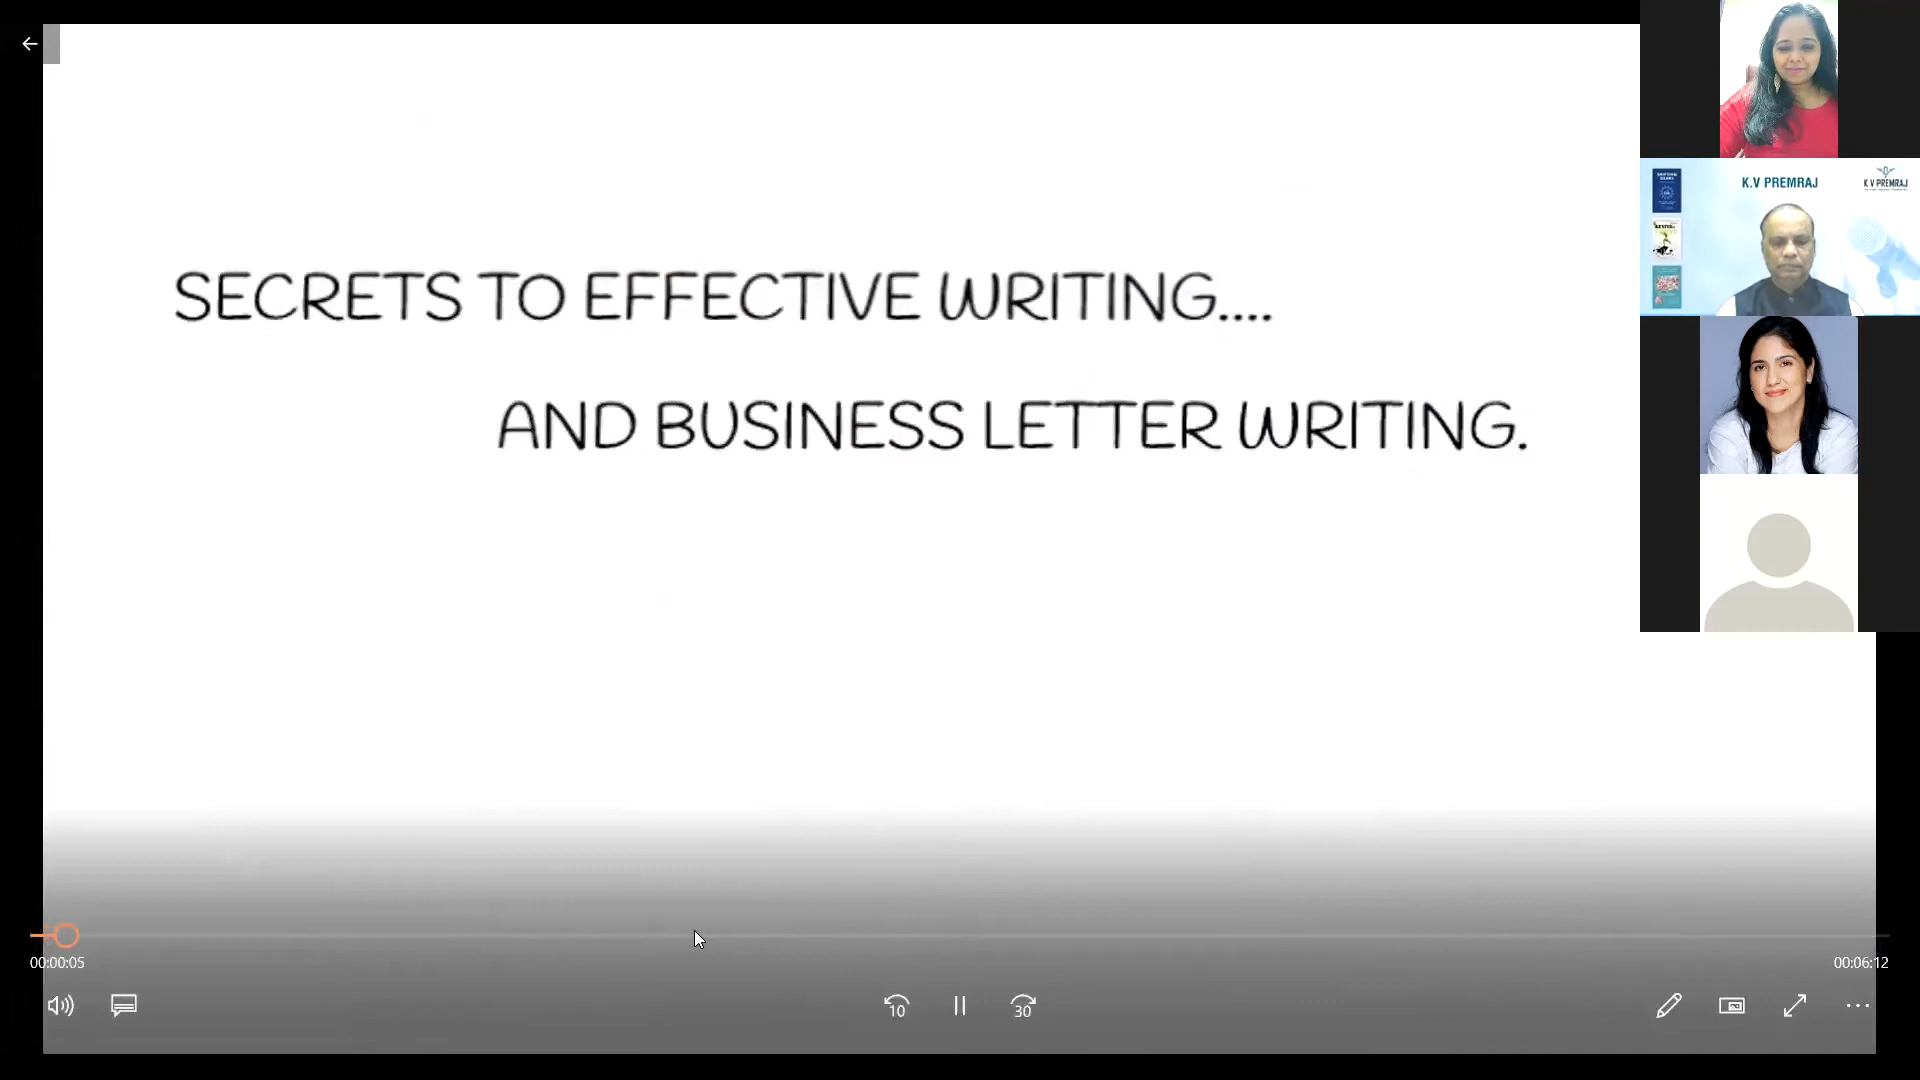 SECRETS TO EFFECTIVE WRITING....
AND BUSINESS LETTER WRITING.
K.V PREMRAJ
K V PREMRAJ
00:00:05
00:06:12
10
30